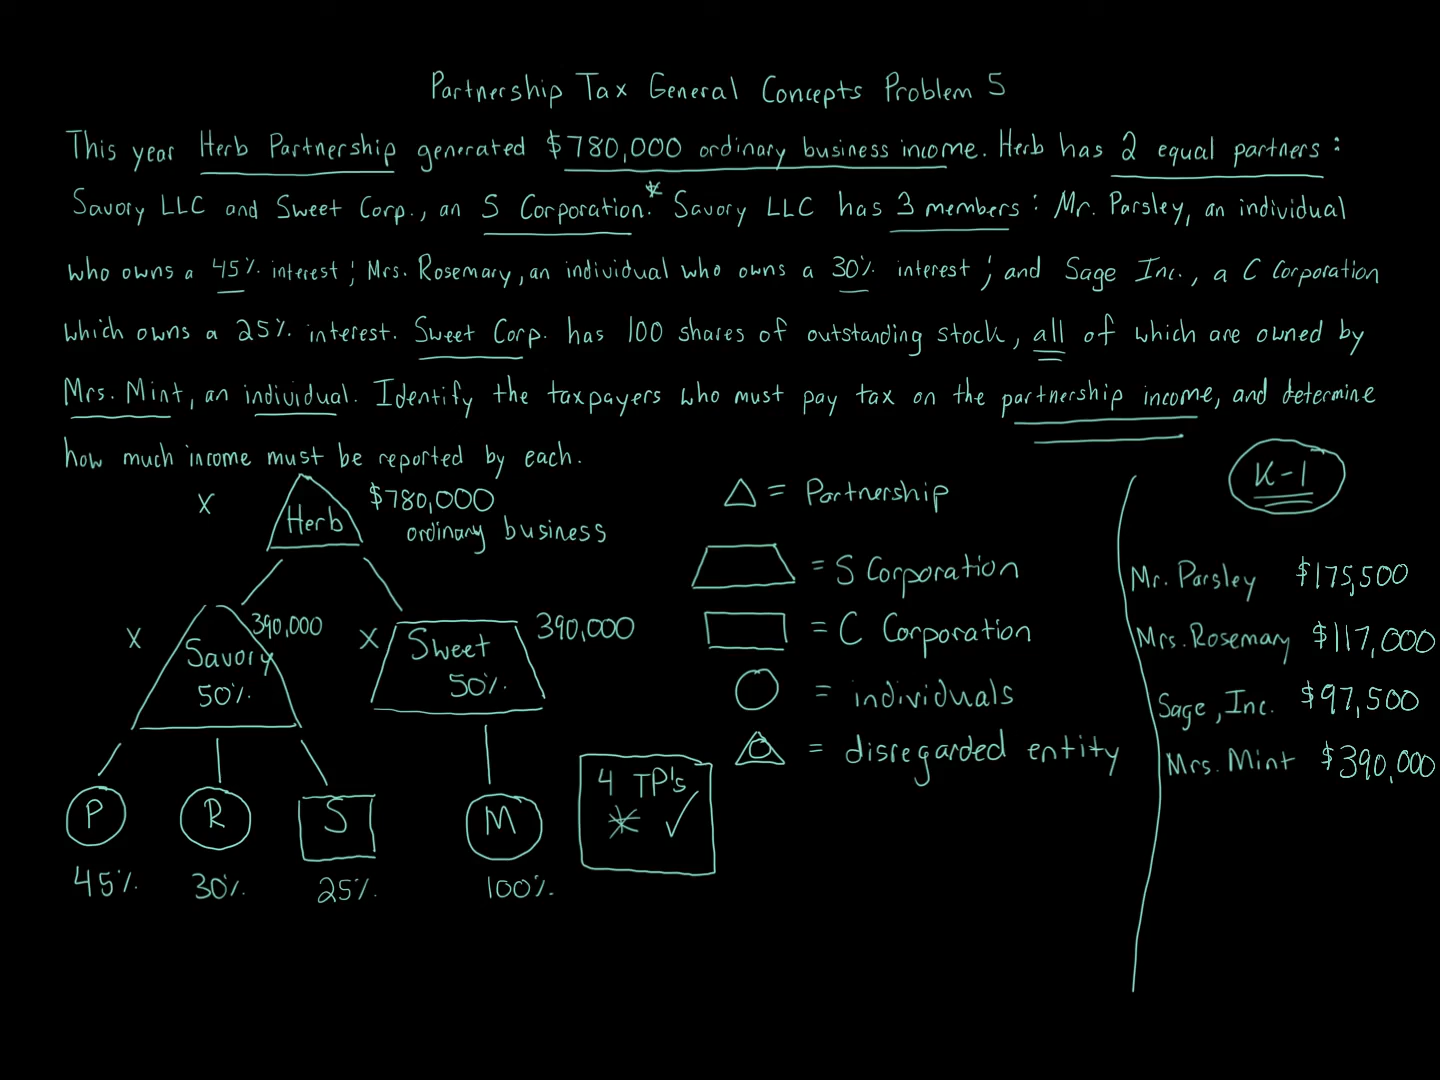 Partnership Tax General Concepts Problem 5
This year Herb Partnership generated $780,000 ordinary business income. Herb has 2 equal partners:
Savory LLC and Sweet Corp., an S Corporation.* Savory LLC has 3 members: Mr. Parsley, an individual
who owns a 45% interest; Mrs. Rosemary, an individual who owns a 30% interest; and Sage Inc., a C Corporation
which owns a 25% interest. Sweet Corp. has 100 shares of outstanding stock, all of which are owned by
Mrs. Mint, an individual. Identify the taxpayers who must pay tax on the partnership income, and determine
how much income must be reported by each.
X Herb $780,000
ordinary business
X Savory 390,000
50%
X Sweet 390,000
50%
P R S M
45% 30% 25% 100%
4 TP's
* ✓
△ = Partnership
= S Corporation
= C Corporation
= individuals
= disregarded entity
K-1
Mr. Parsley $175,500
Mrs. Rosemary $117,000
Sage, Inc. $97,500
Mrs. Mint $390,000